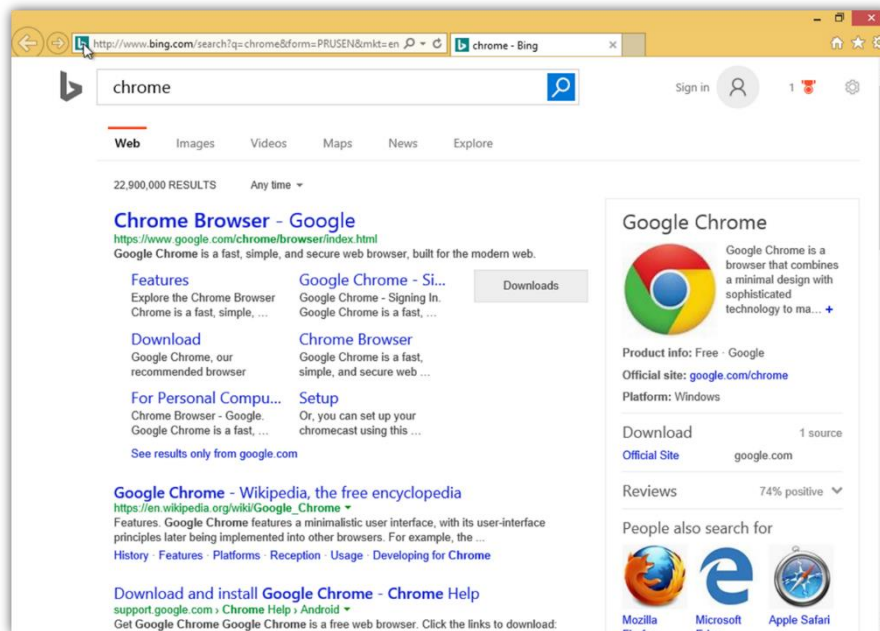 http://www.bing.com/search?q=chrome&form=PRUSEN&mkt=en
chrome - Bing
chrome
Sign in
1
Web Images Videos Maps News Explore
22,900,000 RESULTS Any time
Chrome Browser - Google
https://www.google.com/chrome/browser/index.html
Google Chrome is a fast, simple, and secure web browser, built for the modern web.
Features
Explore the Chrome Browser
Chrome is a fast, simple, ...
Google Chrome - Si...
Google Chrome - Signing In.
Google Chrome is a fast, ...
Downloads
Download
Google Chrome, our
recommended browser
Chrome Browser
Google Chrome is a fast,
simple, and secure web ...
For Personal Compu...
Chrome Browser - Google.
Google Chrome is a fast, ...
Setup
Or, you can set up your
chromecast using this ...
See results only from google.com
Google Chrome - Wikipedia, the free encyclopedia
https://en.wikipedia.org/wiki/Google_Chrome
Features. Google Chrome features a minimalistic user interface, with its user-interface
principles later being implemented into other browsers. For example, the ...
History · Features · Platforms · Reception · Usage · Developing for Chrome
Download and install Google Chrome - Chrome Help
support.google.com › Chrome Help › Android
Get Google Chrome Google Chrome is a free web browser. Click the links to download:
Google Chrome
Google Chrome is a
browser that combines
a minimal design with
sophisticated
technology to ma... +
Product info: Free · Google
Official site: google.com/chrome
Platform: Windows
Download 1 source
Official Site google.com
Reviews 74% positive
People also search for
Mozilla
Microsoft
Apple Safari